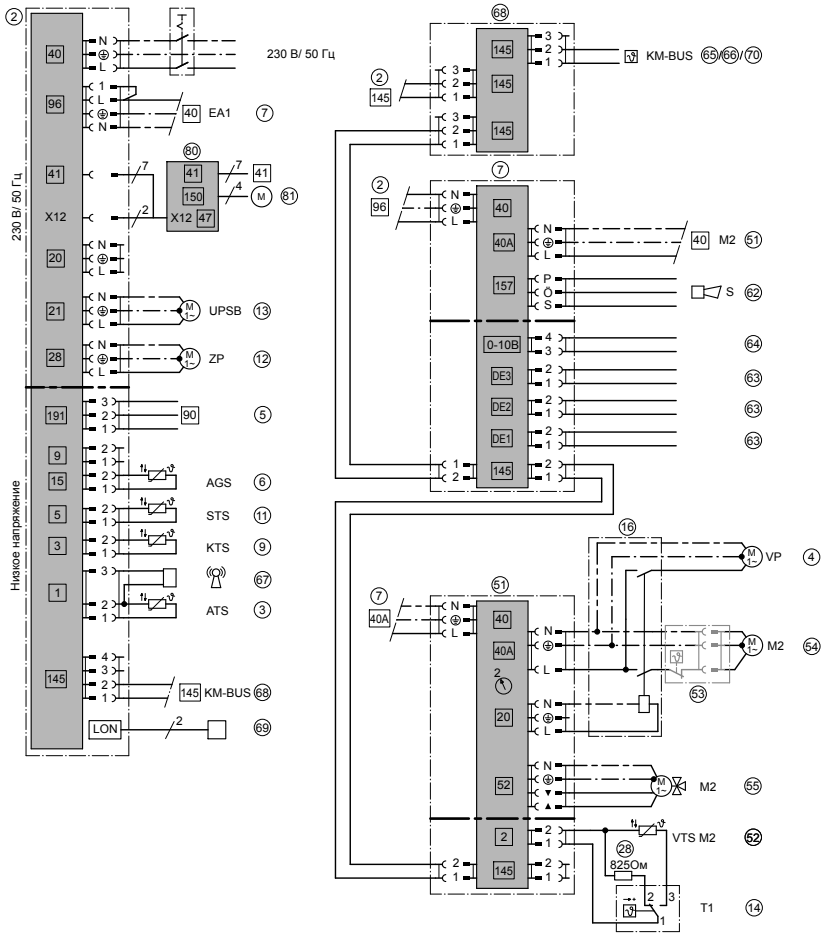 2
230 В/ 50 Гц
Низкое напряжение
40
N
L
230 В/ 50 Гц
96
1
L
N
40 EA1 7
41
7
80
41
7
41
150
4
M
81
X12
2
X12 47
20
N
L
21
N
L
M
1~
UPSB 13
28
N
L
M
1~
ZP 12
191
3
2
1
90
5
9
2
1
15
2
1
AGS 6
5
2
1
STS 11
3
2
1
KTS 9
1
3
67
2
1
ATS 3
145
4
3
2
1
145 KM-BUS 68
LON
2
69
68
145
3
2
1
KM-BUS 65/66/70
2
145
3
2
1
145
3
2
1
145
7
2
96
N
L
40
40A
N
L
40 M2 51
157
P
Ö
S
S 62
0-10В
4
3
64
DE3
2
1
63
DE2
2
1
63
DE1
2
1
63
1
2
145
2
1
16
M
1~
VP 4
51
7
40A
N
L
40
40A
N
L
M
1~
M2 54
53
2
20
N
L
52
N
M
1~
M2 55
2
2
1
VTS M2 52
28
825Ом
2
1
145
2
1
2
3
1
T1 14